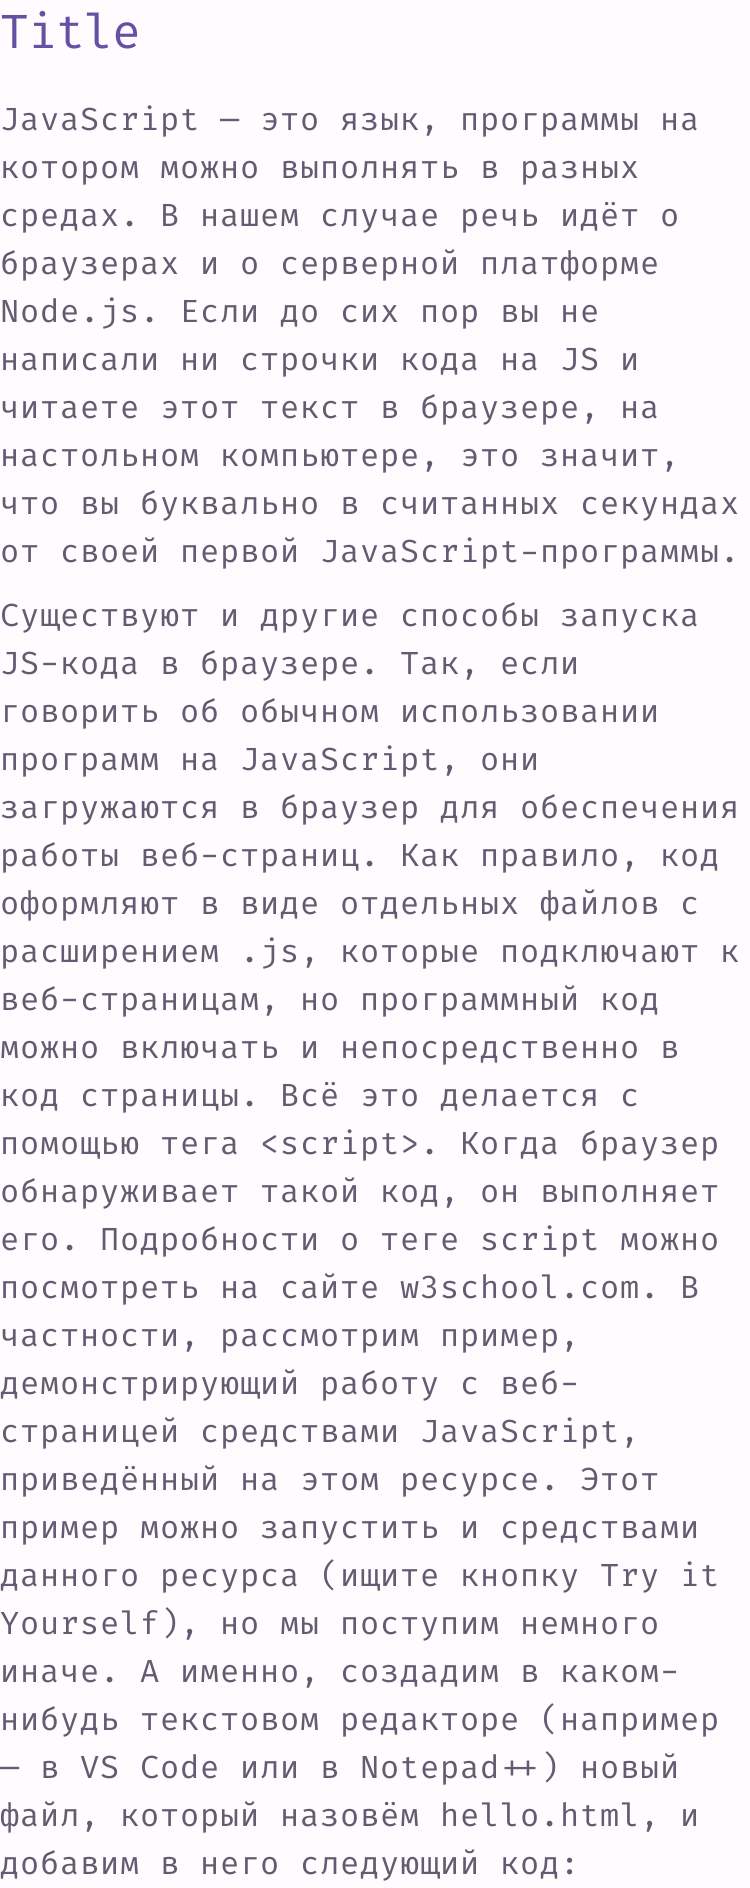 Title
JavaScript — это язык, программы на
котором можно выполнять в разных
средах. В нашем случае речь идёт о
браузерах и о серверной платформе
Node.js. Если до сих пор вы не
написали ни строчки кода на JS и
читаете этот текст в браузере, на
настольном компьютере, это значит,
что вы буквально в считанных секундах
от своей первой JavaScript-программы.
Существуют и другие способы запуска
JS-кода в браузере. Так, если
говорить об обычном использовании
программ на JavaScript, они
загружаются в браузер для обеспечения
работы веб-страниц. Как правило, код
оформляют в виде отдельных файлов с
расширением .js, которые подключают к
веб-страницам, но программный код
можно включать и непосредственно в
код страницы. Всё это делается с
помощью тега <script>. Когда браузер
обнаруживает такой код, он выполняет
его. Подробности о теге script можно
посмотреть на сайте w3school.com. В
частности, рассмотрим пример,
демонстрирующий работу с веб-
страницей средствами JavaScript,
приведённый на этом ресурсе. Этот
пример можно запустить и средствами
данного ресурса (ищите кнопку Try it
Yourself), но мы поступим немного
иначе. А именно, создадим в каком-
нибудь текстовом редакторе (например
— в VS Code или в Notepad++) новый
файл, который назовём hello.html, и
добавим в него следующий код: